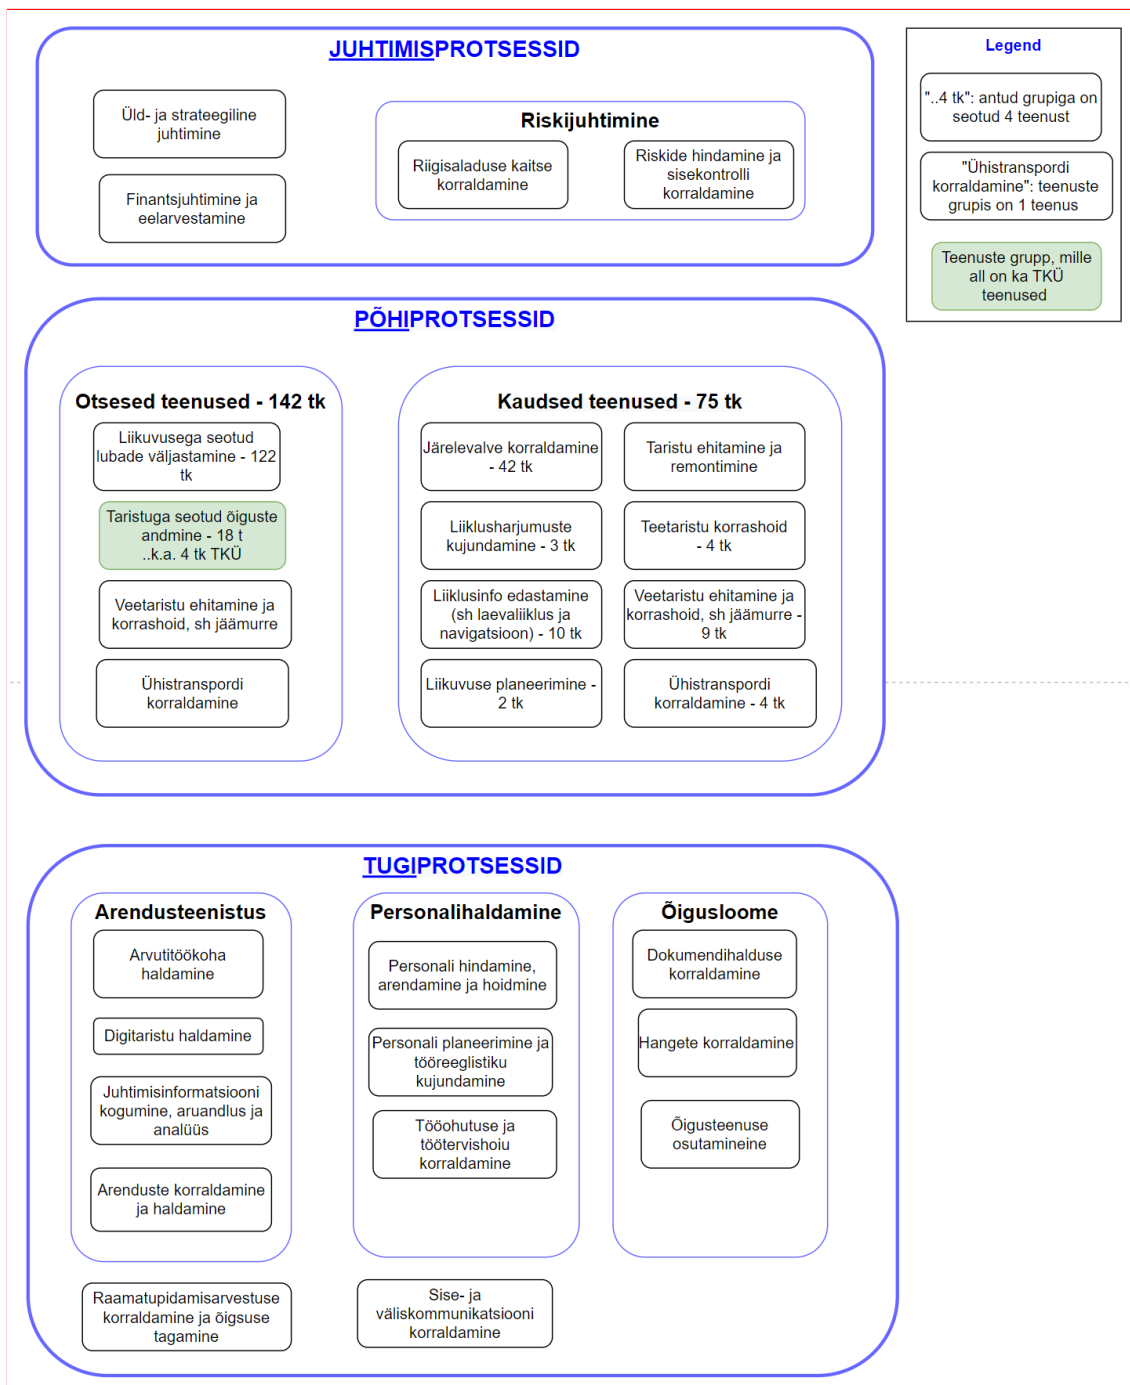 JUHTIMISPROTSESSID
Üld- ja strateegiline
juhtimine
Finantsjuhtimine ja
eelarvestamine
Riskijuhtimine
Riigisaladuse kaitse
korraldamine
Riskide hindamine ja
sisekontrolli
korraldamine
Legend
"..4 tk": antud grupiga on
seotud 4 teenust
"Ühistranspordi
korraldamine": teenuste
grupis on 1 teenus
Teenuste grupp, mille
all on ka TKÜ
teenused
PÕHIPROTSESSID
Otsesed teenused - 142 tk
Liikuvusega seotud
lubade väljastamine - 122
tk
Taristuga seotud õiguste
andmine - 18 t
..k.a. 4 tk TKÜ
Veetaristu ehitamine ja
korrashoid, sh jäämurre
Ühistranspordi
korraldamine
Kaudsed teenused - 75 tk
Järelevalve korraldamine
- 42 tk
Taristu ehitamine ja
remontimine
Liiklusharjumuste
kujundamine - 3 tk
Teetaristu korrashoid
- 4 tk
Liiklusinfo edastamine
(sh laevaliiklus ja
navigatsioon) - 10 tk
Veetaristu ehitamine ja
korrashoid, sh jäämurre -
9 tk
Liikuvuse planeerimine -
2 tk
Ühistranspordi
korraldamine - 4 tk
TUGIPROTSESSID
Arendusteenistus
Arvutitöökoha
haldamine
Digitaristu haldamine
Juhtimisinformatsiooni
kogumine, aruandlus ja
analüüs
Arenduste korraldamine
ja haldamine
Personalihaldamine
Personali hindamine,
arendamine ja hoidmine
Personali planeerimine ja
tööreeglistiku
kujundamine
Tööohutuse ja
töötervishoiu
korraldamine
Õigusloome
Dokumendihalduse
korraldamine
Hangete korraldamine
Õigusteenuse
osutamineine
Raamatupidamisarvestuse
korraldamine ja õigsuse
tagamine
Sise- ja
väliskommunikatsiooni
korraldamine